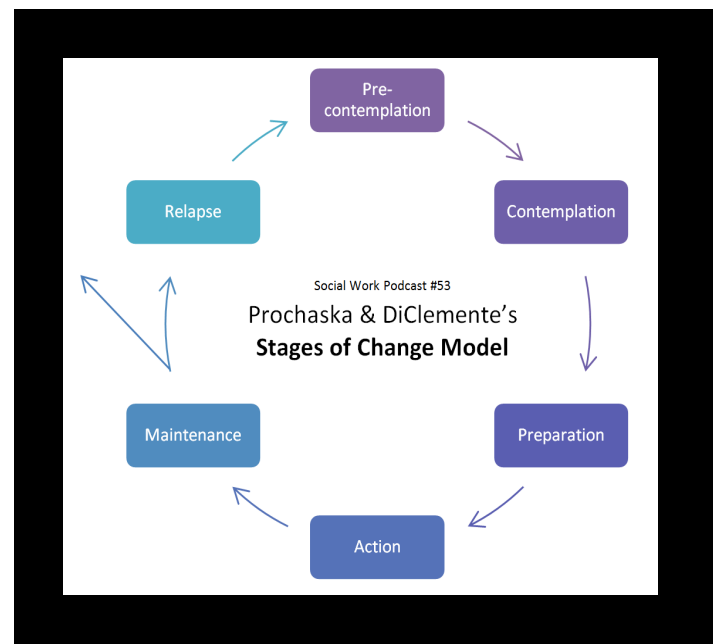 Pre-
contemplation
Relapse
Contemplation
Social Work Podcast #53
Prochaska & DiClemente's
Stages of Change Model
Maintenance
Preparation
Action